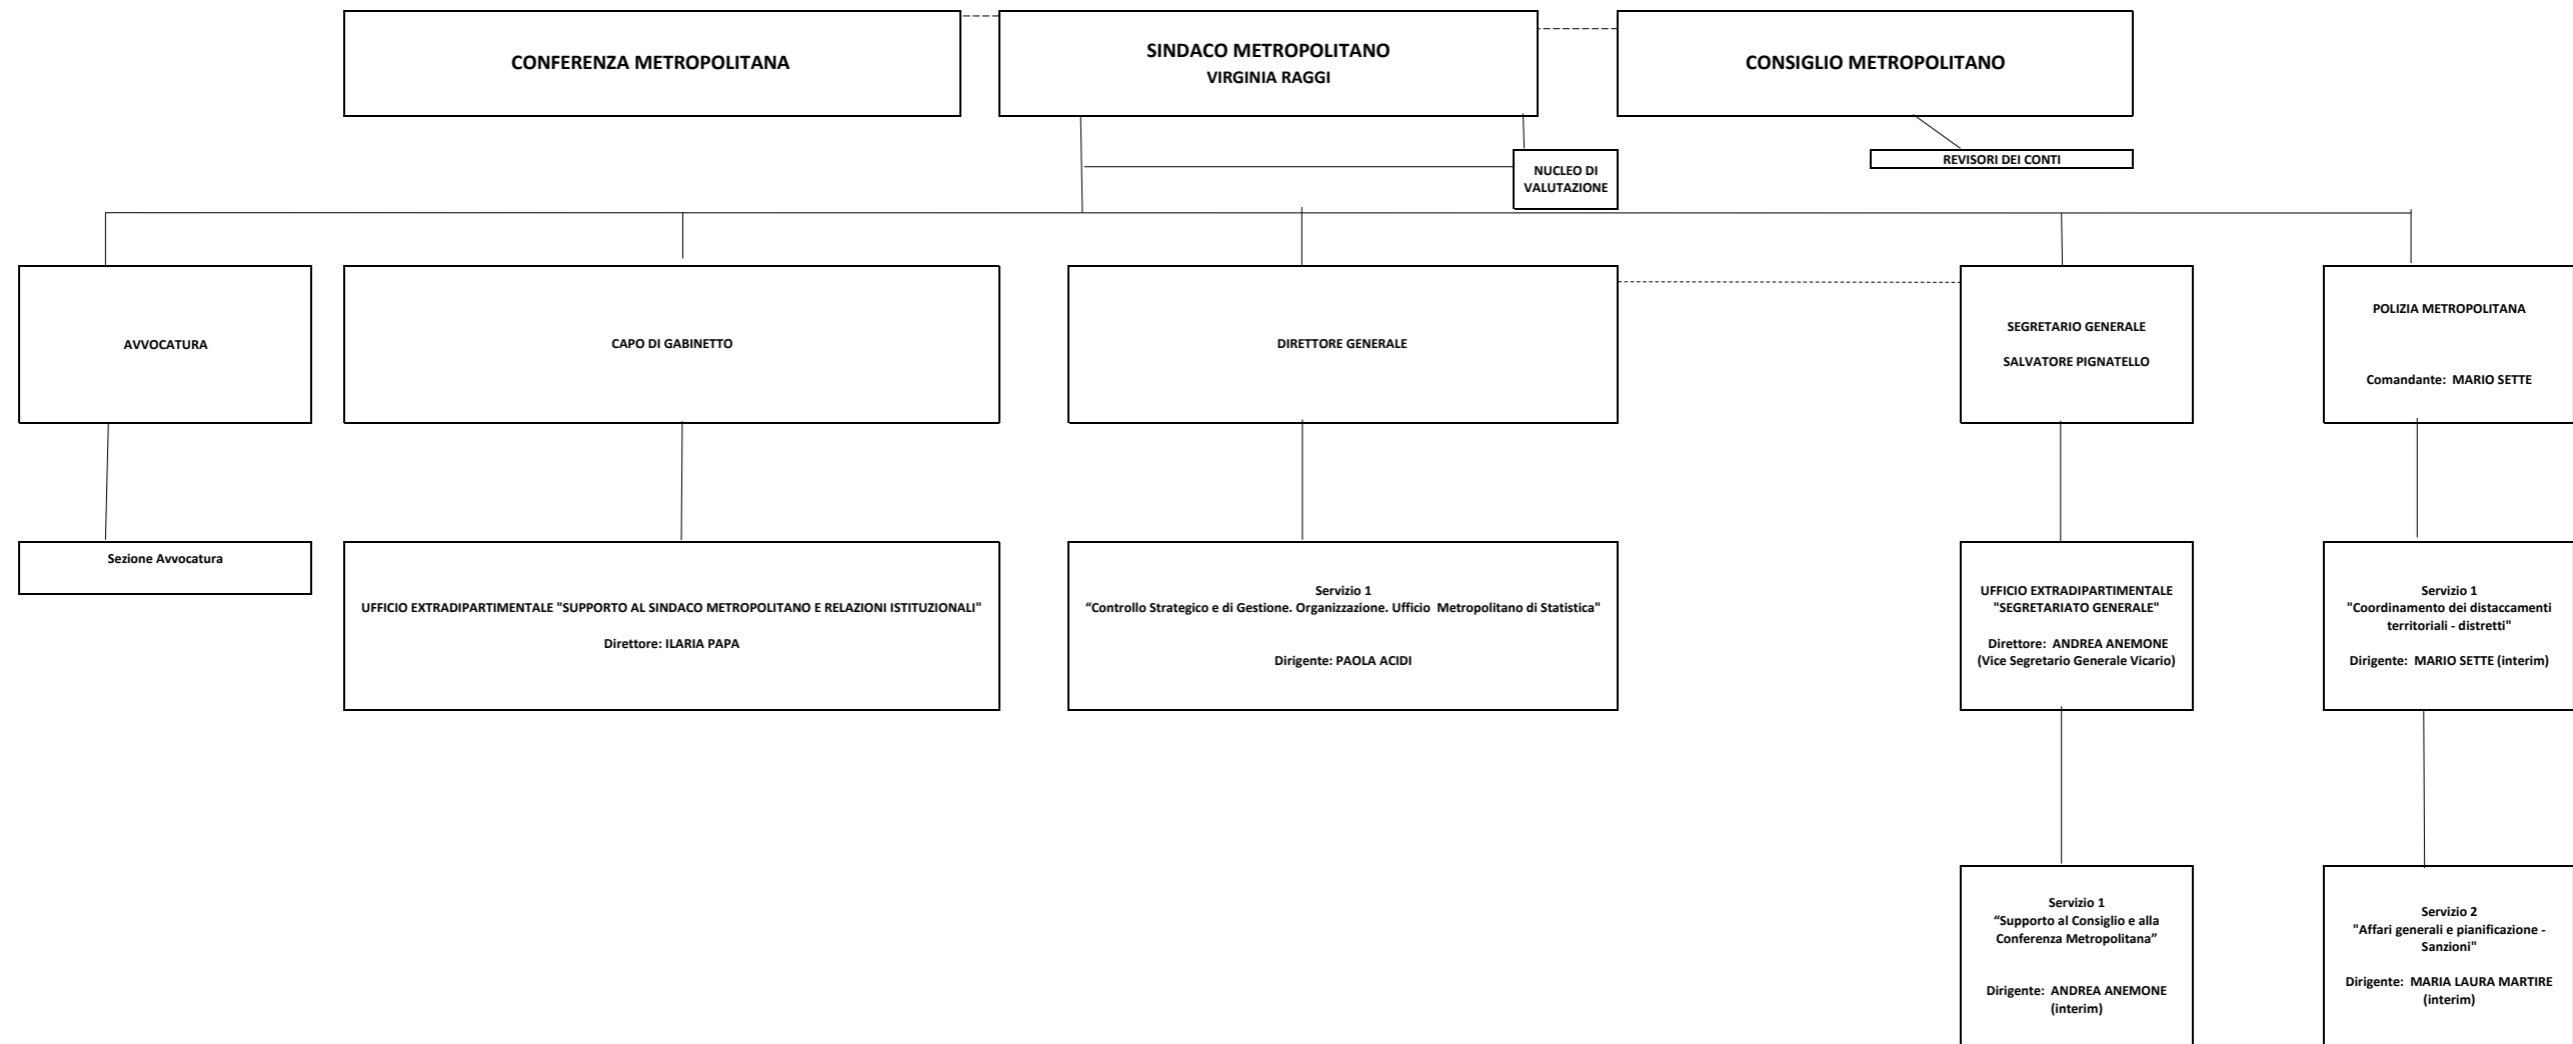 CONFERENZA METROPOLITANA
SINDACO METROPOLITANO
VIRGINIA RAGGI
CONSIGLIO METROPOLITANO
NUCLEO DI
VALUTAZIONE
REVISORI DEI CONTI
AVVOCATURA
CAPO DI GABINETTO
DIRETTORE GENERALE
SEGRETARIO GENERALE
SALVATORE PIGNATELLO
POLIZIA METROPOLITANA
Comandante: MARIO SETTE
Sezione Avvocatura
UFFICIO EXTRADIPARTIMENTALE "SUPPORTO AL SINDACO METROPOLITANO E RELAZIONI ISTITUZIONALI"
Direttore: ILARIA PAPA
Servizio 1
“Controllo Strategico e di Gestione. Organizzazione. Ufficio Metropolitano di Statistica"
Dirigente: PAOLA ACIDI
UFFICIO EXTRADIPARTIMENTALE
"SEGRETARIATO GENERALE"
Direttore: ANDREA ANEMONE
(Vice Segretario Generale Vicario)
Servizio 1
"Coordinamento dei distaccamenti
territoriali - distretti"
Dirigente: MARIO SETTE (interim)
Servizio 1
“Supporto al Consiglio e alla
Conferenza Metropolitana”
Dirigente: ANDREA ANEMONE
(interim)
Servizio 2
"Affari generali e pianificazione -
Sanzioni"
Dirigente: MARIA LAURA MARTIRE
(interim)